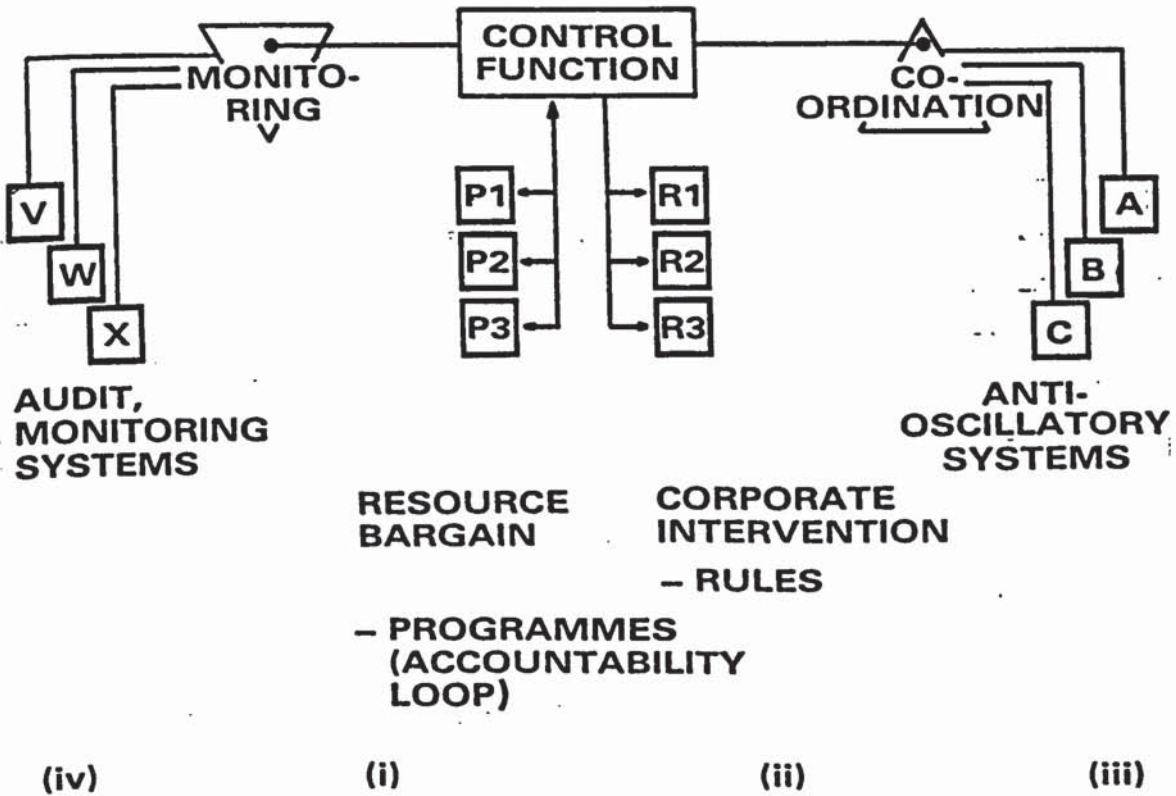 CONTROL
FUNCTION
MONITO-
RING
CO-
ORDINATION
V
W
X
P1
P2
P3
R1
R2
R3
A
B
C
AUDIT,
MONITORING
SYSTEMS
ANTI-
OSCILLATORY
SYSTEMS
RESOURCE
BARGAIN
CORPORATE
INTERVENTION
– RULES
– PROGRAMMES
(ACCOUNTABILITY
LOOP)
(iv)
(i)
(ii)
(iii)